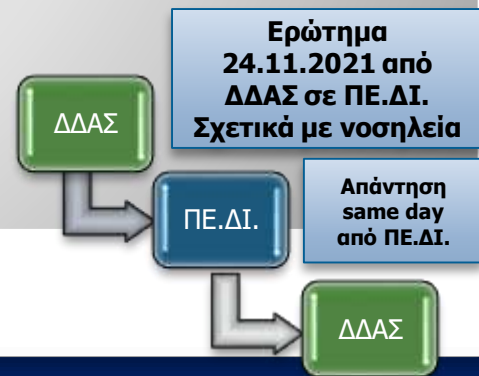 Ερώτημα
24.11.2021 από
ΔΔΑΣ σε ΠΕ.ΔΙ.
Σχετικά με νοσηλεία
ΔΔΑΣ
Απάντηση
same day
από ΠΕ.ΔΙ.
ΠΕ.ΔΙ.
ΔΔΑΣ